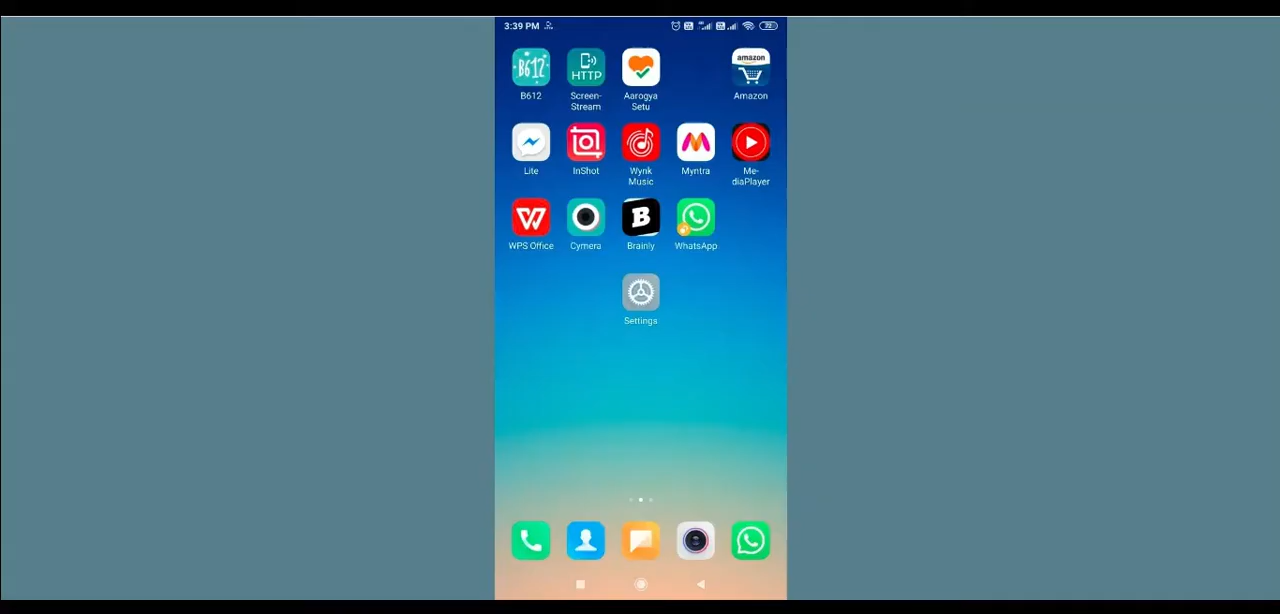 3:39 PM
B612
HTTP
amazon
B612
Screen-
Stream
Aarogya
Setu
Amazon
Lite
InShot
Wynk
Music
Myntra
Me-
diaPlayer
W
B
WPS Office
Cymera
Brainly
WhatsApp
Settings